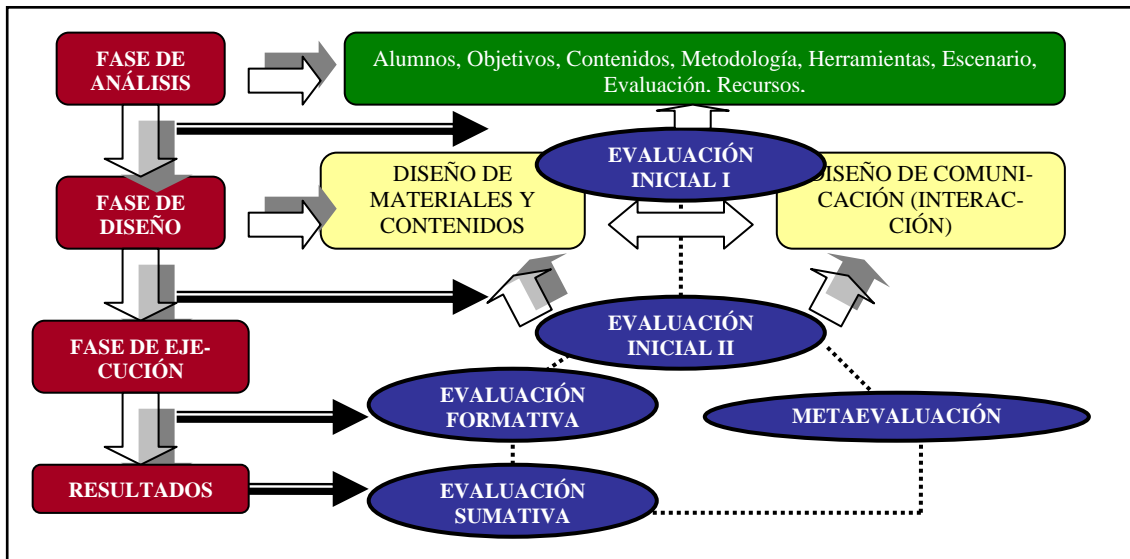 FASE DE
ANÁLISIS
Alumnos, Objetivos, Contenidos, Metodología, Herramientas, Escenario,
Evaluación. Recursos.
EVALUACIÓN
INICIAL I
FASE DE
DISEÑO
DISEÑO DE
MATERIALES Y
CONTENIDOS
DISEÑO DE COMUNI-
CACIÓN (INTERAC-
CIÓN)
EVALUACIÓN
INICIAL II
FASE DE EJE-
CUCIÓN
EVALUACIÓN
FORMATIVA
METAEVALUACIÓN
RESULTADOS
EVALUACIÓN
SUMATIVA